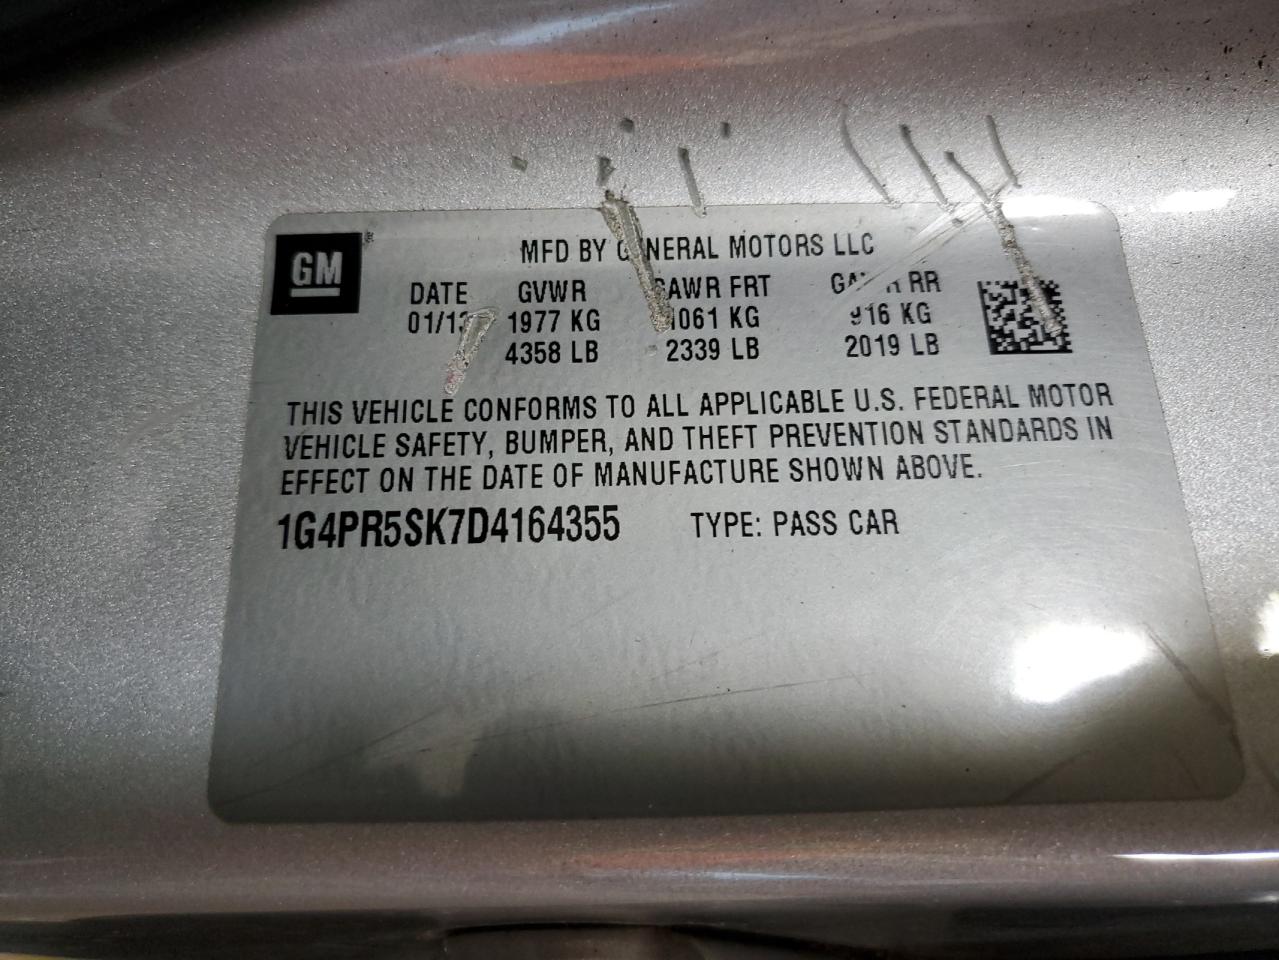 GM
MFD BY GENERAL MOTORS LLC
DATE GVWR GAWR FRT GAWR RR
01/13 1977 KG 1061 KG 916 KG
4358 LB 2339 LB 2019 LB
THIS VEHICLE CONFORMS TO ALL APPLICABLE U.S. FEDERAL MOTOR
VEHICLE SAFETY, BUMPER, AND THEFT PREVENTION STANDARDS IN
EFFECT ON THE DATE OF MANUFACTURE SHOWN ABOVE.
1G4PR5SK7D4164355 TYPE: PASS CAR